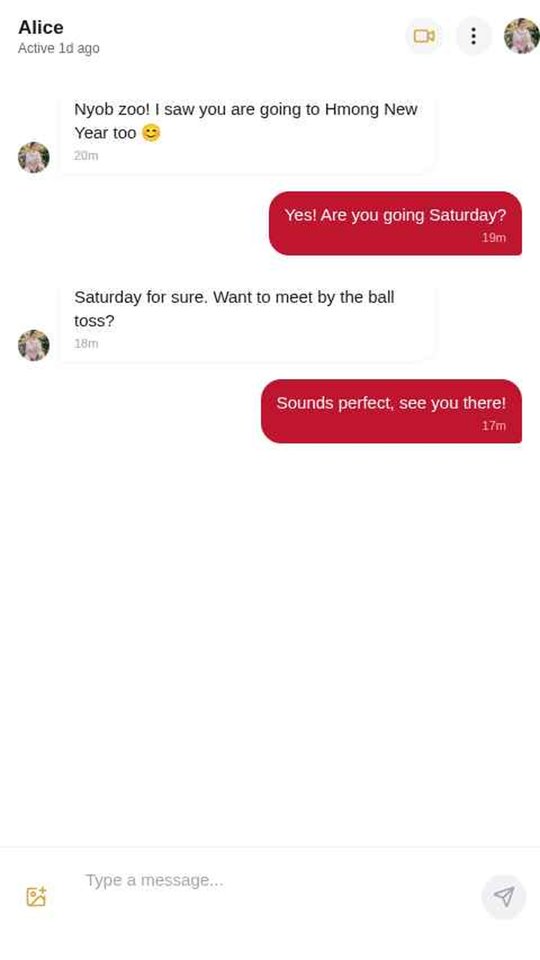 Alice
Active 1d ago
Nyob zoo! I saw you are going to Hmong New
Year too 😊
20m
Yes! Are you going Saturday?
19m
Saturday for sure. Want to meet by the ball
toss?
18m
Sounds perfect, see you there!
17m
Type a message...